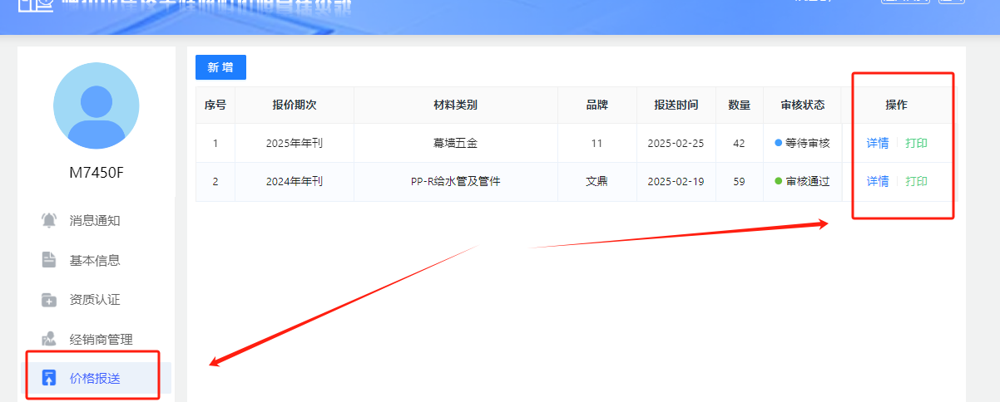 新 增
序号 报价期次 材料类别 品牌 报送时间 数量 审核状态 操作
1 2025年年刊 幕墙五金 11 2025-02-25 42 等待审核 详情 打印
2 2024年年刊 PP-R给水管及管件 文鼎 2025-02-19 59 审核通过 详情 打印
M7450F
消息通知
基本信息
资质认证
经销商管理
价格报送